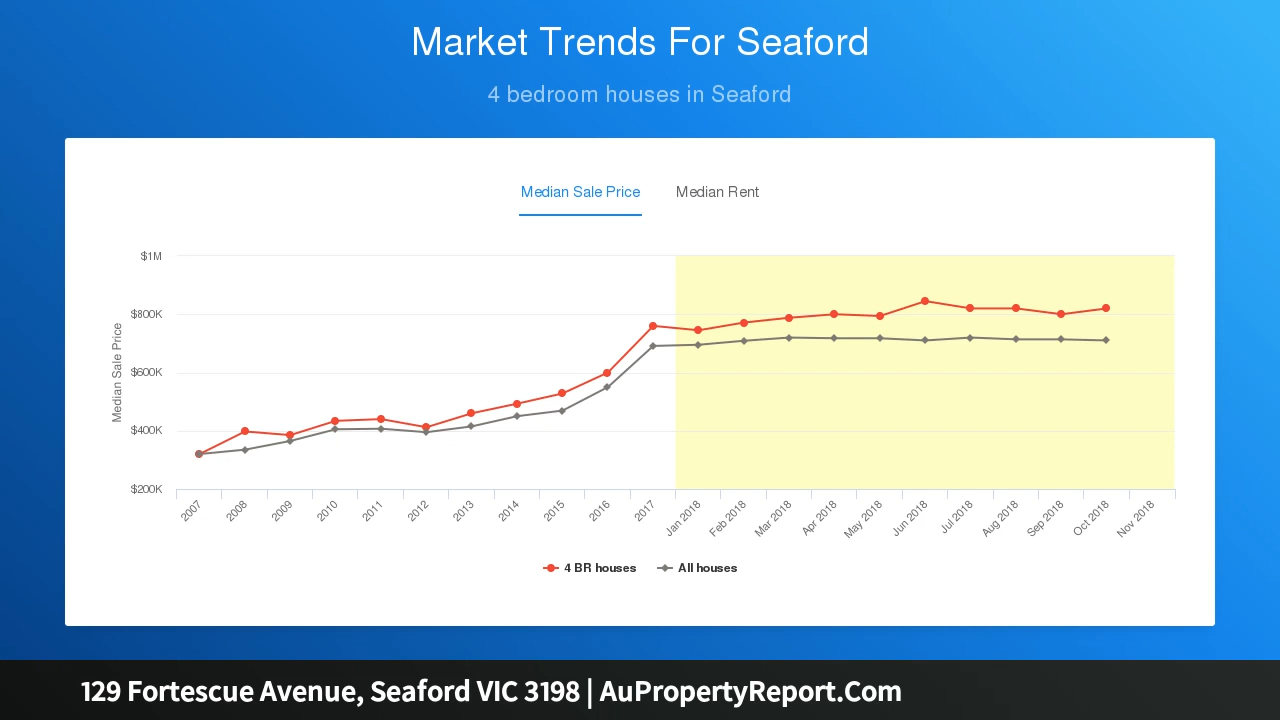 Market Trends For Seaford
4 bedroom houses in Seaford
Median Sale Price Median Rent
Median Sale Price
$1M
$800K
$600K
$400K
$200K
2007 2008 2009 2010 2011 2012 2013 2014 2015 2016 2017 Jan 2018 Feb 2018 Mar 2018 Apr 2018 May 2018 Jun 2018 Jul 2018 Aug 2018 Sep 2018 Oct 2018 Nov 2018
4 BR houses All houses
129 Fortescue Avenue, Seaford VIC 3198 | AuPropertyReport.Com